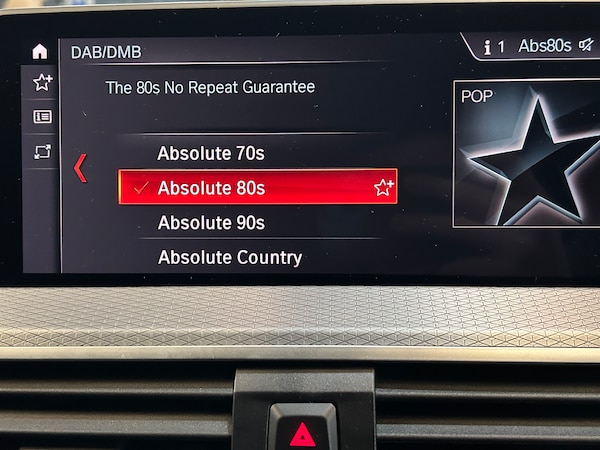 DAB/DMB
1 Abs80s
The 80s No Repeat Guarantee
POP
Absolute 70s
Absolute 80s
Absolute 90s
Absolute Country